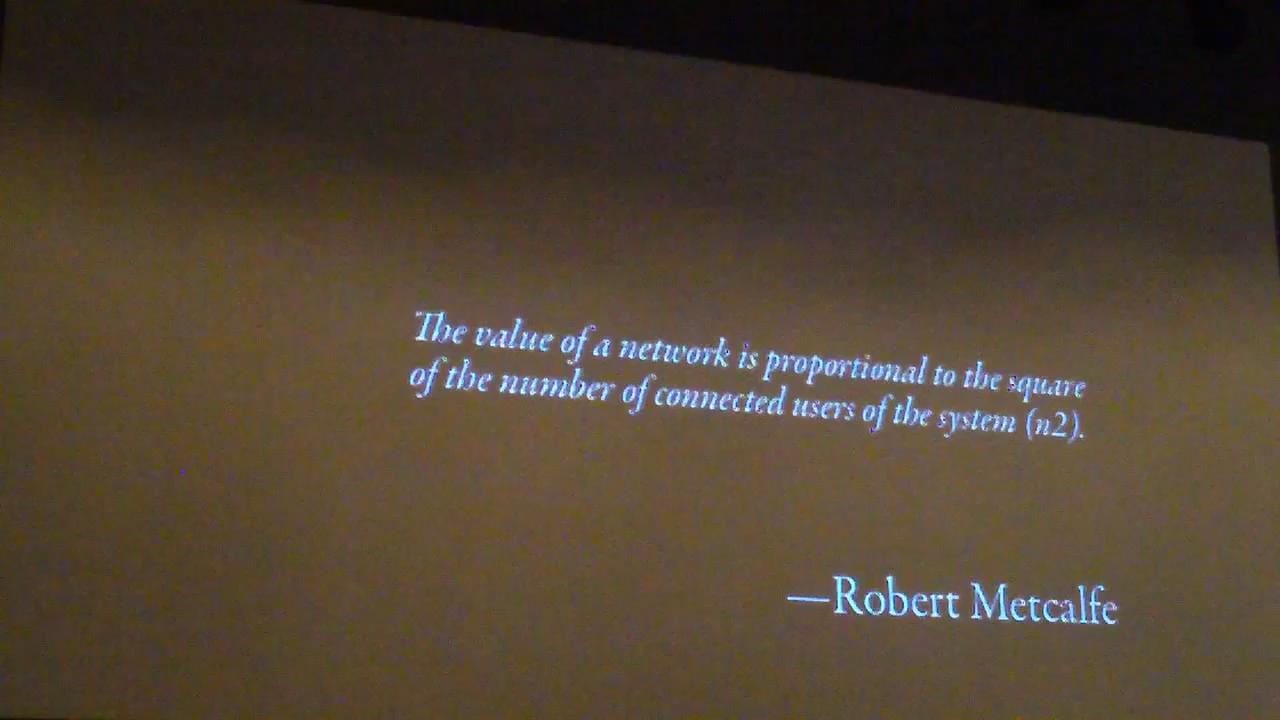 The value of a network is proportional to the square
of the number of connected users of the system (n2).
—Robert Metcalfe